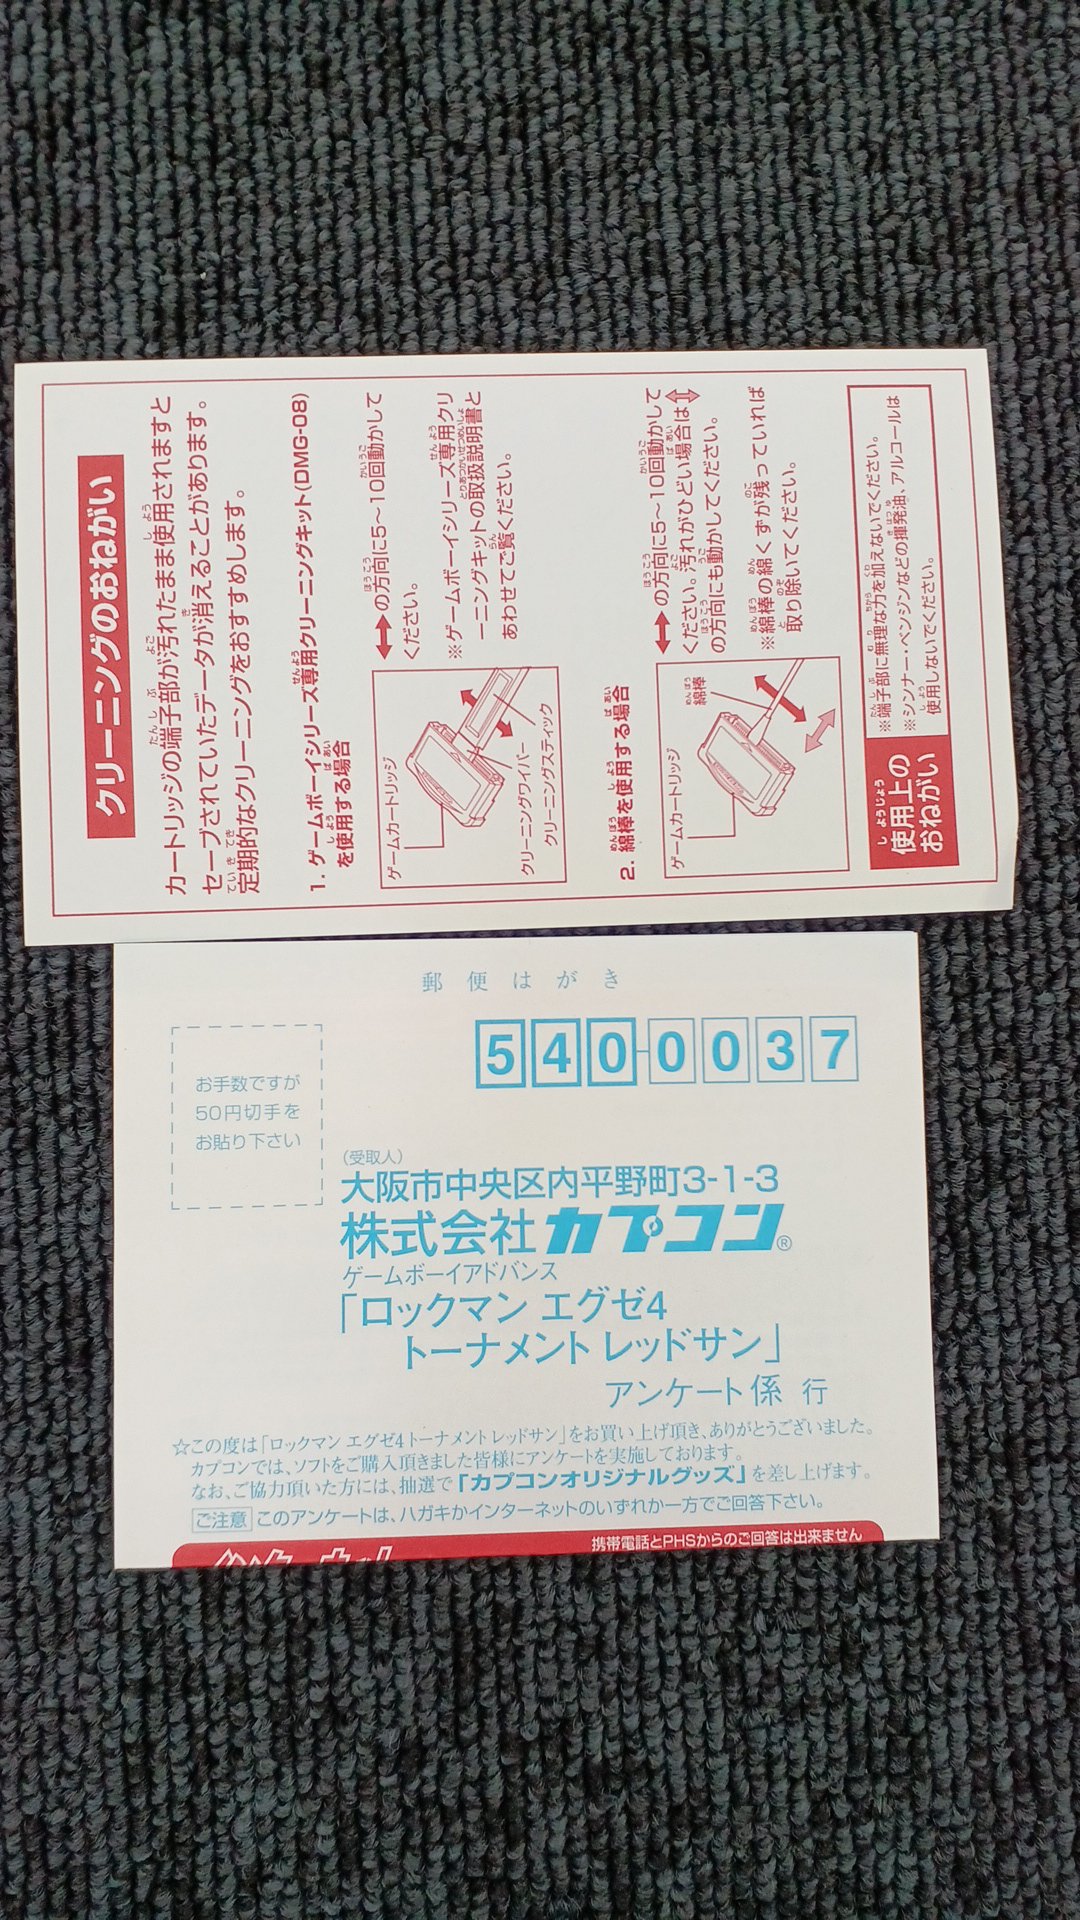 クリーニングのおねがい
カートリッジの端子部が汚れたまま使用されますと
セーブされていたデータが消えることがあります。
定期的なクリーニングをおすすめします。
1. ゲームボーイシリーズ専用クリーニングキット(DMG-08)
を使用する場合
ゲームカートリッジ
クリーニングワイパー
クリーニングスティック
↔の方向に5〜10回動かして
ください。
※ゲームボーイシリーズ専用クリ
ーニングキットの取扱説明書と
あわせてご覧ください。
2. 綿棒を使用する場合
ゲームカートリッジ
綿棒
↔の方向に5〜10回動かして
ください。汚れがひどい場合は⇔
の方向にも動かしてください。
※綿棒の綿くずが残っていれば
取り除いてください。
使用上の
おねがい
※端子部に無理な力を加えないでください。
※シンナー・ベンジンなどの揮発油、アルコールは
使用しないでください。
郵便はがき
540-0037
お手数ですが
50円切手を
お貼り下さい
(受取人)
大阪市中央区内平野町3-1-3
株式会社カプコン®
ゲームボーイアドバンス
「ロックマン エグゼ4
トーナメント レッドサン」
アンケート係 行
☆この度は「ロックマン エグゼ4 トーナメント レッドサン」をお買い上げ頂き、ありがとうございました。
カプコンでは、ソフトをご購入頂きました皆様にアンケートを実施しております。
なお、ご協力頂いた方には、抽選で「カプコンオリジナルグッズ」を差し上げます。
ご注意 このアンケートは、ハガキかインターネットのいずれか一方でご回答下さい。
携帯電話とPHSからのご回答は出来ません